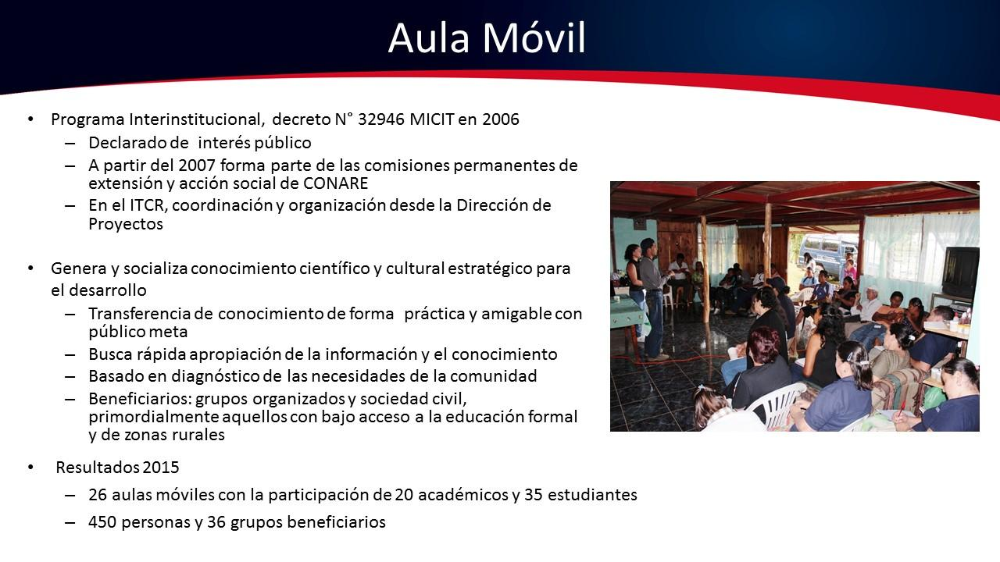 Aula Móvil
• Programa Interinstitucional, decreto N° 32946 MICIT en 2006
– Declarado de interés público
– A partir del 2007 forma parte de las comisiones permanentes de
extensión y acción social de CONARE
– En el ITCR, coordinación y organización desde la Dirección de
Proyectos
• Genera y socializa conocimiento científico y cultural estratégico para
el desarrollo
– Transferencia de conocimiento de forma práctica y amigable con
público meta
– Busca rápida apropiación de la información y el conocimiento
– Basado en diagnóstico de las necesidades de la comunidad
– Beneficiarios: grupos organizados y sociedad civil,
primordialmente aquellos con bajo acceso a la educación formal
y de zonas rurales
• Resultados 2015
– 26 aulas móviles con la participación de 20 académicos y 35 estudiantes
– 450 personas y 36 grupos beneficiarios